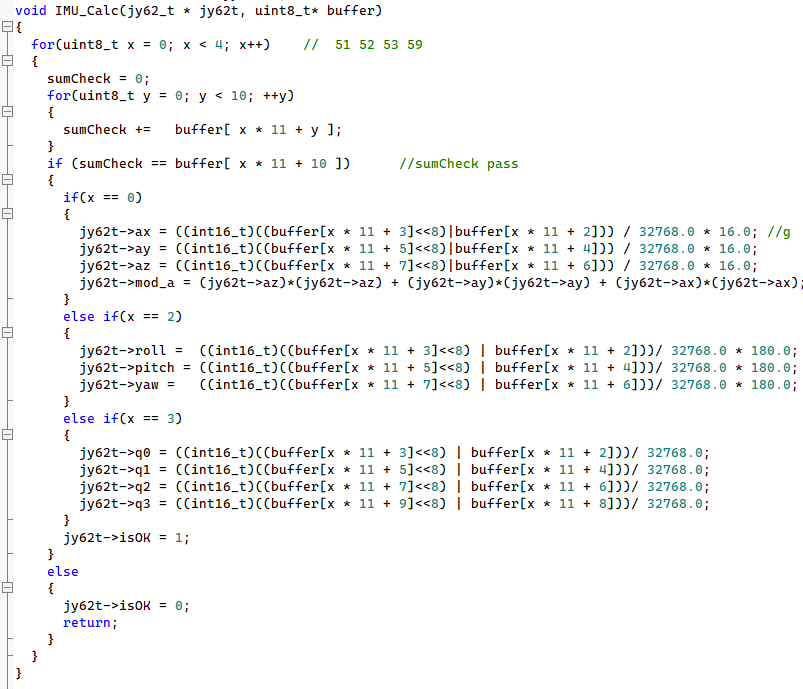 void IMU_Calc(jy62_t * jy62t, uint8_t* buffer)
{
  for(uint8_t x = 0; x < 4; x++)    //  51 52 53 59
  {
    sumCheck = 0;
    for(uint8_t y = 0; y < 10; ++y)
    {
      sumCheck +=   buffer[ x * 11 + y ];
    }
    if (sumCheck == buffer[ x * 11 + 10 ])      //sumCheck pass
    {
      if(x == 0)
      {
        jy62t->ax = ((int16_t)((buffer[x * 11 + 3]<<8)|buffer[x * 11 + 2])) / 32768.0 * 16.0; //g
        jy62t->ay = ((int16_t)((buffer[x * 11 + 5]<<8)|buffer[x * 11 + 4])) / 32768.0 * 16.0;
        jy62t->az = ((int16_t)((buffer[x * 11 + 7]<<8)|buffer[x * 11 + 6])) / 32768.0 * 16.0;
        jy62t->mod_a = (jy62t->az)*(jy62t->az) + (jy62t->ay)*(jy62t->ay) + (jy62t->ax)*(jy62t->ax);
      }
      else if(x == 2)
      {
        jy62t->roll =  ((int16_t)((buffer[x * 11 + 3]<<8) | buffer[x * 11 + 2]))/ 32768.0 * 180.0;
        jy62t->pitch = ((int16_t)((buffer[x * 11 + 5]<<8) | buffer[x * 11 + 4]))/ 32768.0 * 180.0;
        jy62t->yaw =   ((int16_t)((buffer[x * 11 + 7]<<8) | buffer[x * 11 + 6]))/ 32768.0 * 180.0;
      }
      else if(x == 3)
      {
        jy62t->q0 = ((int16_t)((buffer[x * 11 + 3]<<8) | buffer[x * 11 + 2]))/ 32768.0;
        jy62t->q1 = ((int16_t)((buffer[x * 11 + 5]<<8) | buffer[x * 11 + 4]))/ 32768.0;
        jy62t->q2 = ((int16_t)((buffer[x * 11 + 7]<<8) | buffer[x * 11 + 6]))/ 32768.0;
        jy62t->q3 = ((int16_t)((buffer[x * 11 + 9]<<8) | buffer[x * 11 + 8]))/ 32768.0;
      }
      jy62t->isOK = 1;
    }
    else
    {
      jy62t->isOK = 0;
      return;
    }
  }
}